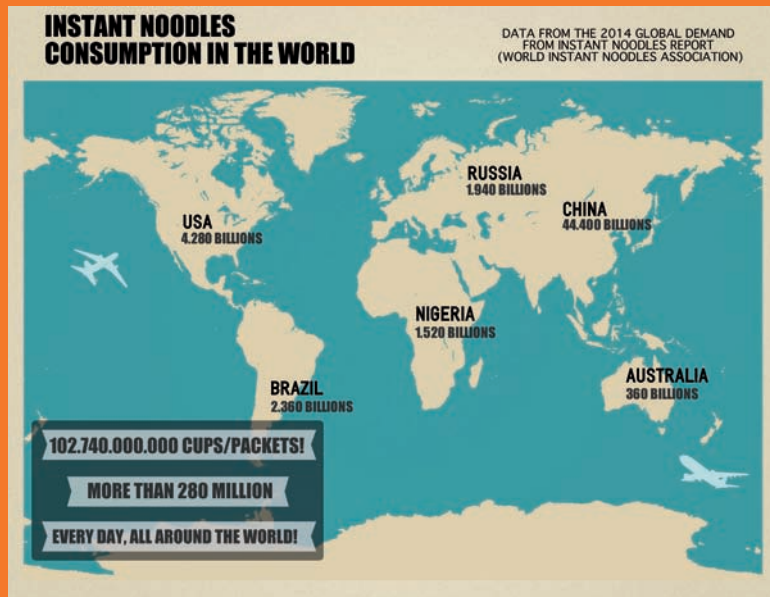 INSTANT NOODLES
CONSUMPTION IN THE WORLD
DATA FROM THE 2014 GLOBAL DEMAND
FROM INSTANT NOODLES REPORT
(WORLD INSTANT NOODLES ASSOCIATION)
RUSSIA
1.940 BILLIONS
USA
4.280 BILLIONS
CHINA
44.400 BILLIONS
NIGERIA
1.520 BILLIONS
BRAZIL
2.360 BILLIONS
AUSTRALIA
360 BILLIONS
102.740.000.000 CUPS/PACKETS!
MORE THAN 280 MILLION
EVERY DAY, ALL AROUND THE WORLD!